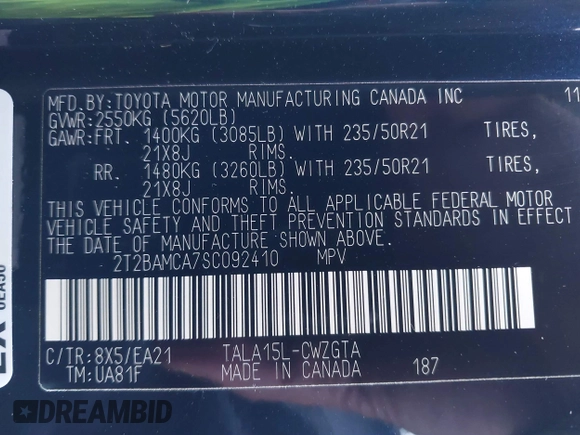 MFD. BY: TOYOTA MOTOR MANUFACTURING CANADA INC 11
GVWR: 2550KG (5620LB)
GAWR: FRT. 1400KG (3085LB) WITH 235/50R21 TIRES,
21X8J RIMS.
RR. 1480KG (3260LB) WITH 235/50R21 TIRES,
21X8J RIMS.
THIS VEHICLE CONFORMS TO ALL APPLICABLE FEDERAL MOTOR
VEHICLE SAFETY AND THEFT PREVENTION STANDARDS IN EFFECT
THE DATE OF MANUFACTURE SHOWN ABOVE.
2T2BAMCA7SC092410 MPV
C/TR: 8X5/EA21 TALA15L-CWZGTA
TM: UA81F MADE IN CANADA 187
DREAMBID